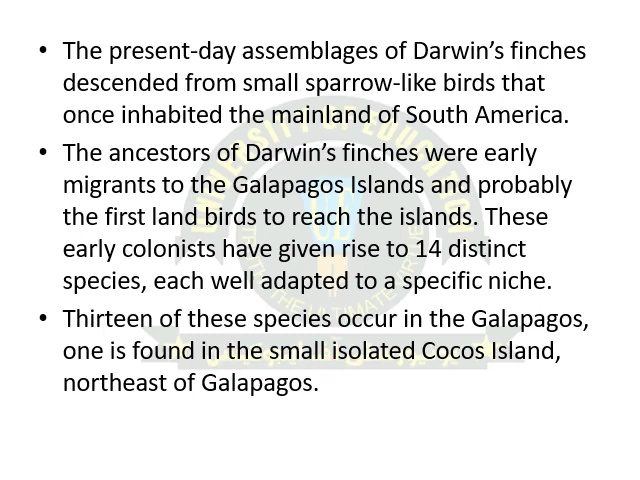 • The present-day assemblages of Darwin’s finches
descended from small sparrow-like birds that
once inhabited the mainland of South America.
• The ancestors of Darwin’s finches were early
migrants to the Galapagos Islands and probably
the first land birds to reach the islands. These
early colonists have given rise to 14 distinct
species, each well adapted to a specific niche.
• Thirteen of these species occur in the Galapagos,
one is found in the small isolated Cocos Island,
northeast of Galapagos.
UNIVERSITY OF EDUCATION